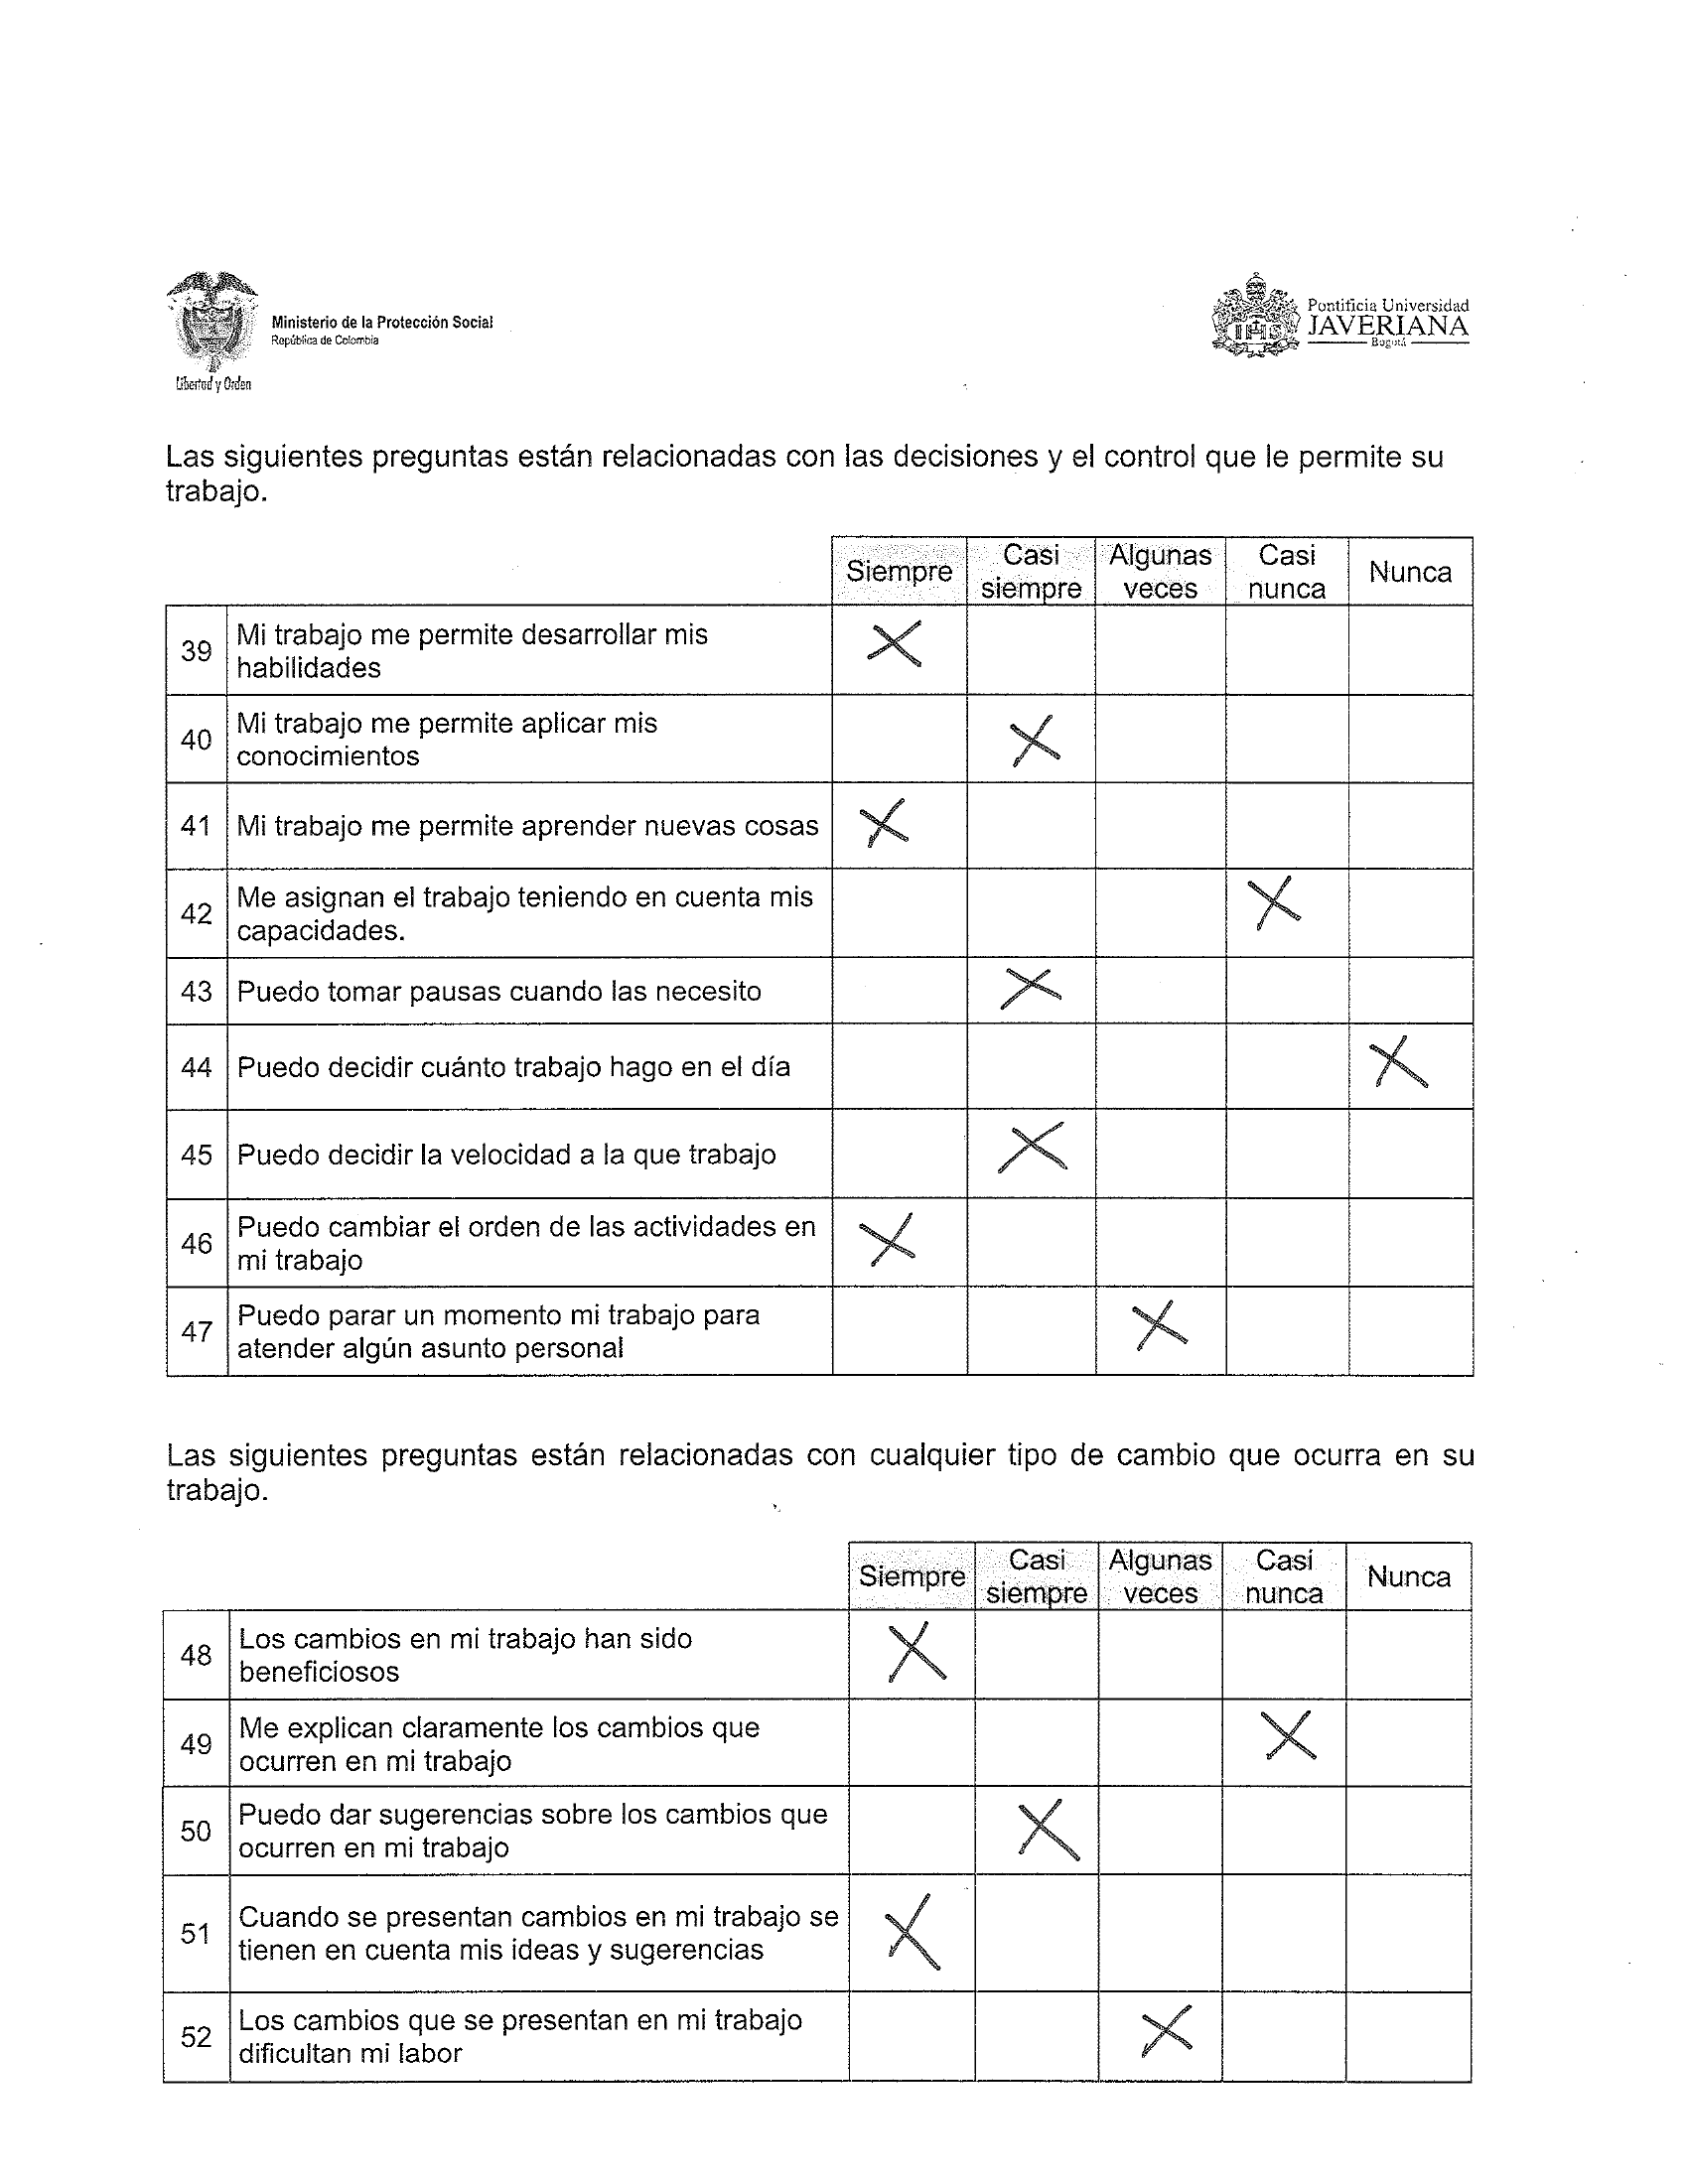 Ministerio de la Protección Social
República de Colombia
Libertad y Orden
Pontificia Universidad
JAVERIANA
Bogotá
Las siguientes preguntas están relacionadas con las decisiones y el control que le permite su
trabajo.
Siempre Casi siempre Algunas veces Casi nunca Nunca
39 Mi trabajo me permite desarrollar mis
habilidades X
40 Mi trabajo me permite aplicar mis
conocimientos X
41 Mi trabajo me permite aprender nuevas cosas X
42 Me asignan el trabajo teniendo en cuenta mis
capacidades. X
43 Puedo tomar pausas cuando las necesito X
44 Puedo decidir cuánto trabajo hago en el día X
45 Puedo decidir la velocidad a la que trabajo X
46 Puedo cambiar el orden de las actividades en
mi trabajo X
47 Puedo parar un momento mi trabajo para
atender algún asunto personal X
Las siguientes preguntas están relacionadas con cualquier tipo de cambio que ocurra en su
trabajo.
Siempre Casi siempre Algunas veces Casi nunca Nunca
48 Los cambios en mi trabajo han sido
beneficiosos X
49 Me explican claramente los cambios que
ocurren en mi trabajo X
50 Puedo dar sugerencias sobre los cambios que
ocurren en mi trabajo X
51 Cuando se presentan cambios en mi trabajo se
tienen en cuenta mis ideas y sugerencias X
52 Los cambios que se presentan en mi trabajo
dificultan mi labor X